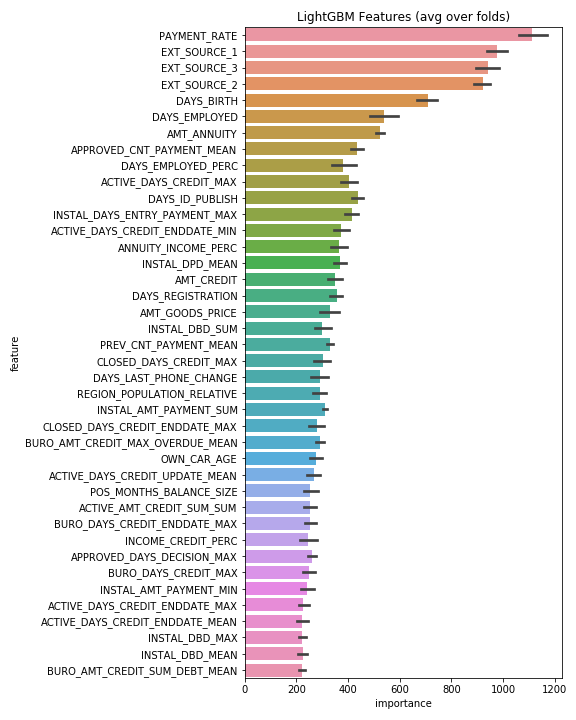 LightGBM Features (avg over folds)
PAYMENT_RATE
EXT_SOURCE_1
EXT_SOURCE_3
EXT_SOURCE_2
DAYS_BIRTH
DAYS_EMPLOYED
AMT_ANNUITY
APPROVED_CNT_PAYMENT_MEAN
DAYS_EMPLOYED_PERC
ACTIVE_DAYS_CREDIT_MAX
DAYS_ID_PUBLISH
INSTAL_DAYS_ENTRY_PAYMENT_MAX
ACTIVE_DAYS_CREDIT_ENDDATE_MIN
ANNUITY_INCOME_PERC
INSTAL_DPD_MEAN
AMT_CREDIT
DAYS_REGISTRATION
AMT_GOODS_PRICE
INSTAL_DBD_SUM
PREV_CNT_PAYMENT_MEAN
CLOSED_DAYS_CREDIT_MAX
DAYS_LAST_PHONE_CHANGE
REGION_POPULATION_RELATIVE
INSTAL_AMT_PAYMENT_SUM
CLOSED_DAYS_CREDIT_ENDDATE_MAX
BURO_AMT_CREDIT_MAX_OVERDUE_MEAN
OWN_CAR_AGE
ACTIVE_DAYS_CREDIT_UPDATE_MEAN
POS_MONTHS_BALANCE_SIZE
ACTIVE_AMT_CREDIT_SUM_SUM
BURO_DAYS_CREDIT_ENDDATE_MAX
INCOME_CREDIT_PERC
APPROVED_DAYS_DECISION_MAX
BURO_DAYS_CREDIT_MAX
INSTAL_AMT_PAYMENT_MIN
ACTIVE_DAYS_CREDIT_ENDDATE_MAX
ACTIVE_DAYS_CREDIT_ENDDATE_MEAN
INSTAL_DBD_MAX
INSTAL_DBD_MEAN
BURO_AMT_CREDIT_SUM_DEBT_MEAN
feature
0 200 400 600 800 1000 1200
importance